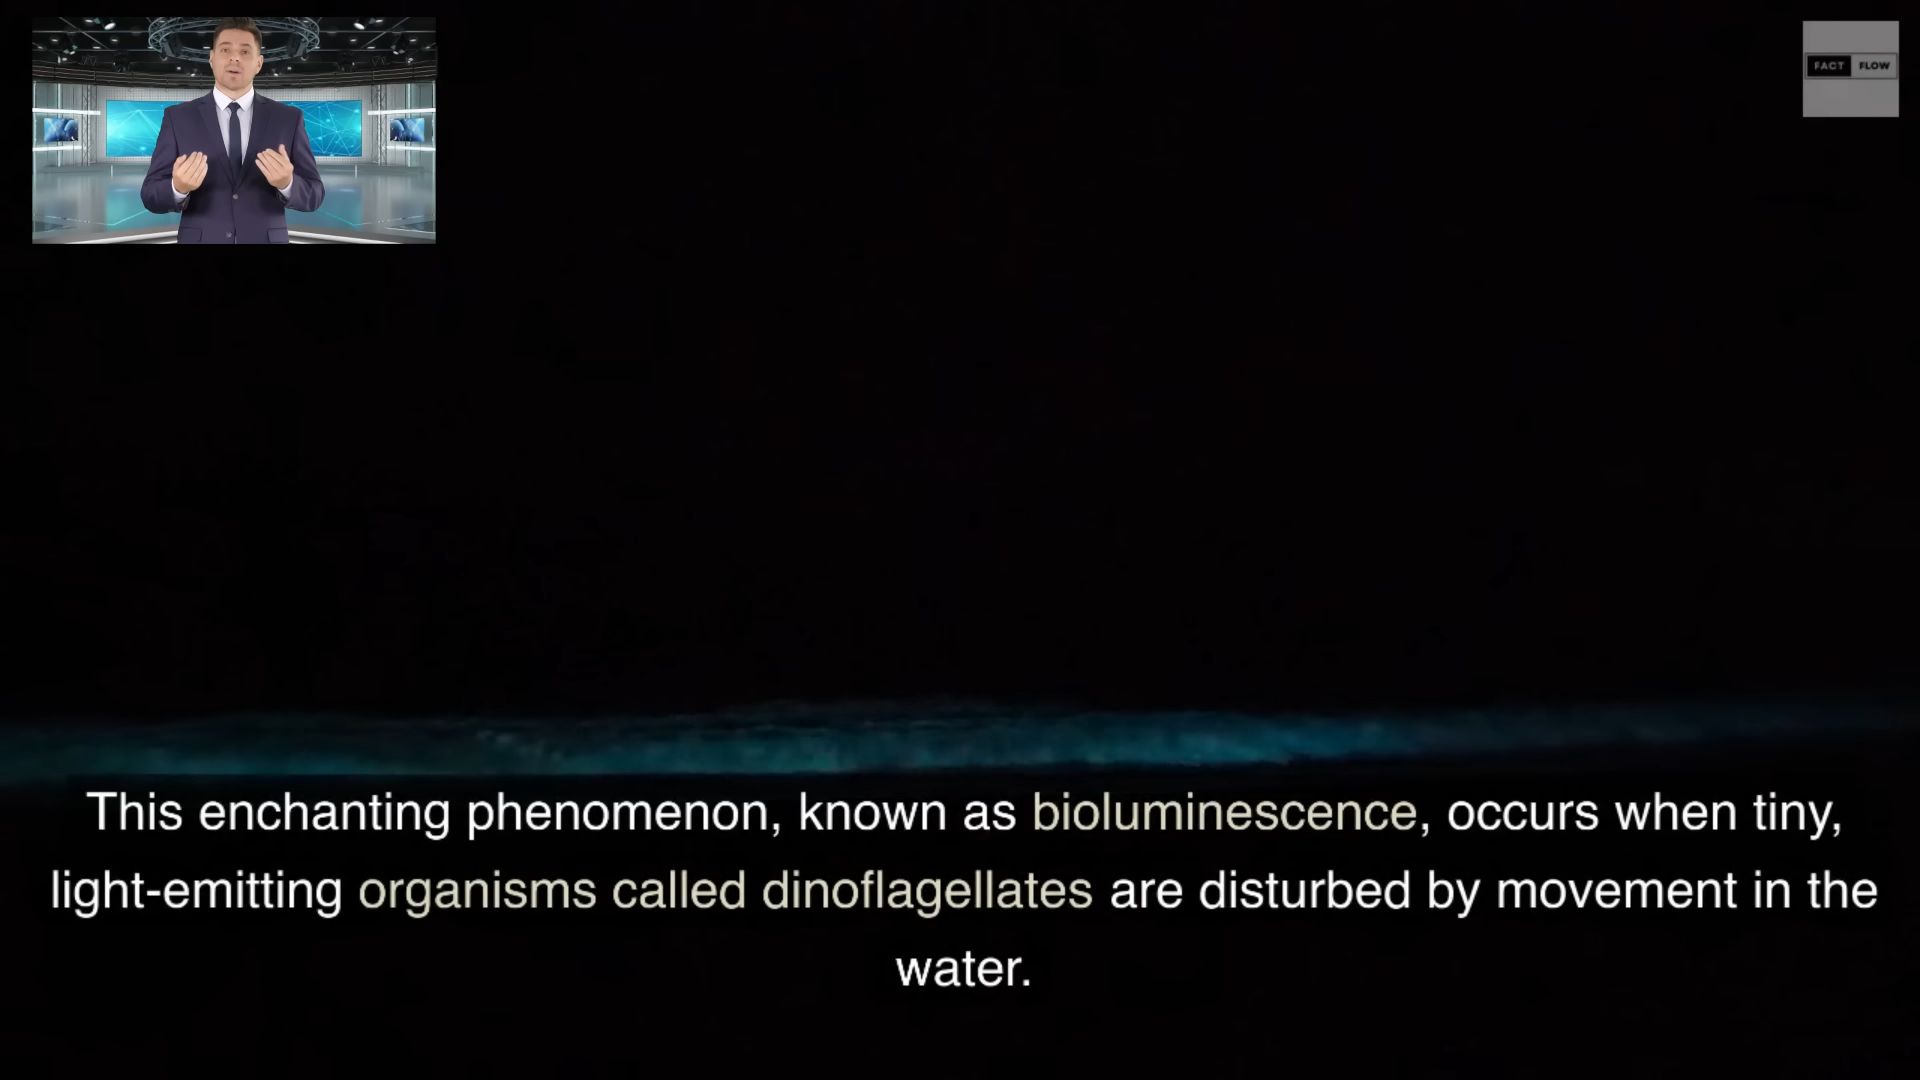 FACT FLOW
This enchanting phenomenon, known as bioluminescence, occurs when tiny,
light-emitting organisms called dinoflagellates are disturbed by movement in the
water.